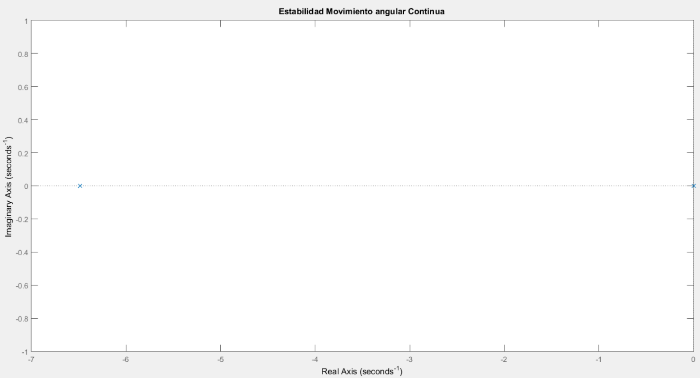 Estabilidad Movimiento angular Continua
1
0.8
0.6
0.4
0.2
0
-0.2
-0.4
-0.6
-0.8
-1
Imaginary Axis (seconds⁻¹)
-7 -6 -5 -4 -3 -2 -1 0
Real Axis (seconds⁻¹)